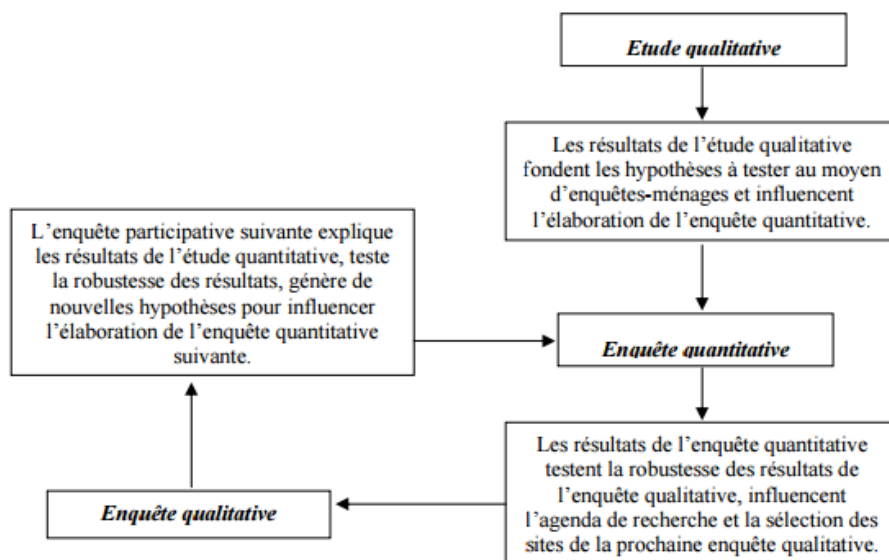 Etude qualitative
Les résultats de l’étude qualitative
fondent les hypothèses à tester au moyen
d’enquêtes-ménages et influencent
l’élaboration de l’enquête quantitative.
L’enquête participative suivante explique
les résultats de l’étude quantitative, teste
la robustesse des résultats, génère de
nouvelles hypothèses pour influencer
l’élaboration de l’enquête quantitative
suivante.
Enquête quantitative
Les résultats de l’enquête quantitative
testent la robustesse des résultats de
l’enquête qualitative, influencent
l’agenda de recherche et la sélection des
sites de la prochaine enquête qualitative.
Enquête qualitative